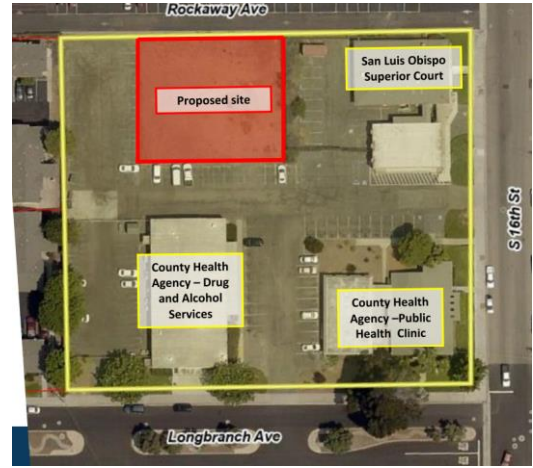 Rockaway Ave
San Luis Obispo
Superior Court
Proposed site
S 16th St
County Health
Agency – Drug
and Alcohol
Services
County Health
Agency –Public
Health Clinic
Longbranch Ave